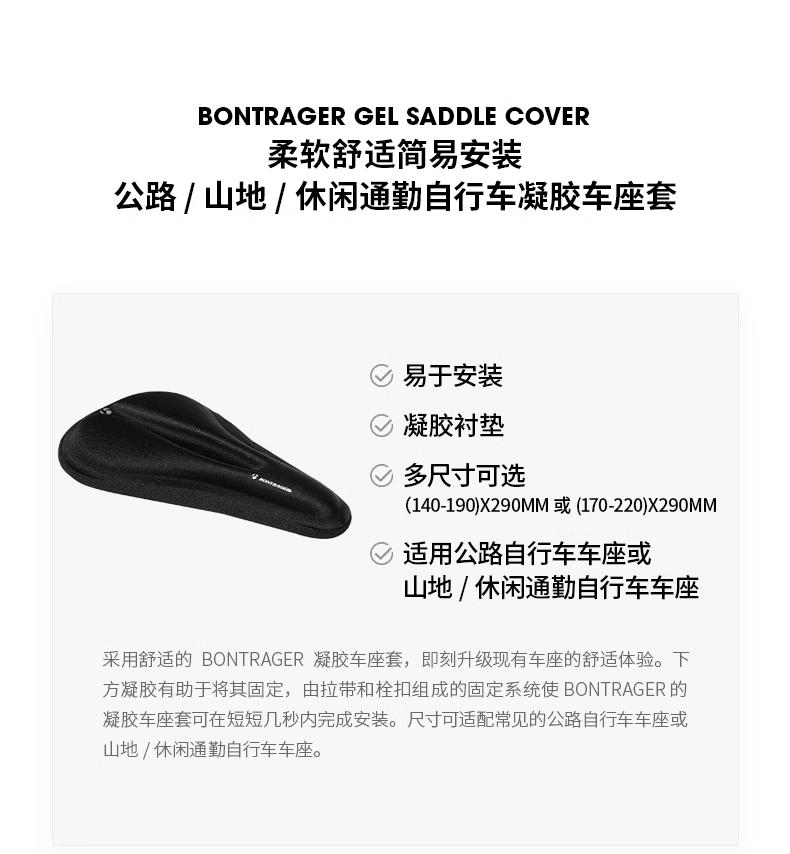 BONTRAGER GEL SADDLE COVER
柔软舒适简易安装
公路 / 山地 / 休闲通勤自行车凝胶车座套
易于安装
凝胶衬垫
多尺寸可选
(140-190)X290MM 或 (170-220)X290MM
适用公路自行车车座或
山地 / 休闲通勤自行车车座
BONTRAGER
采用舒适的 BONTRAGER 凝胶车座套，即刻升级现有车座的舒适体验。下
方凝胶有助于将其固定，由拉带和栓扣组成的固定系统使 BONTRAGER 的
凝胶车座套可在短短几秒内完成安装。尺寸可适配常见的公路自行车车座或
山地 / 休闲通勤自行车车座。